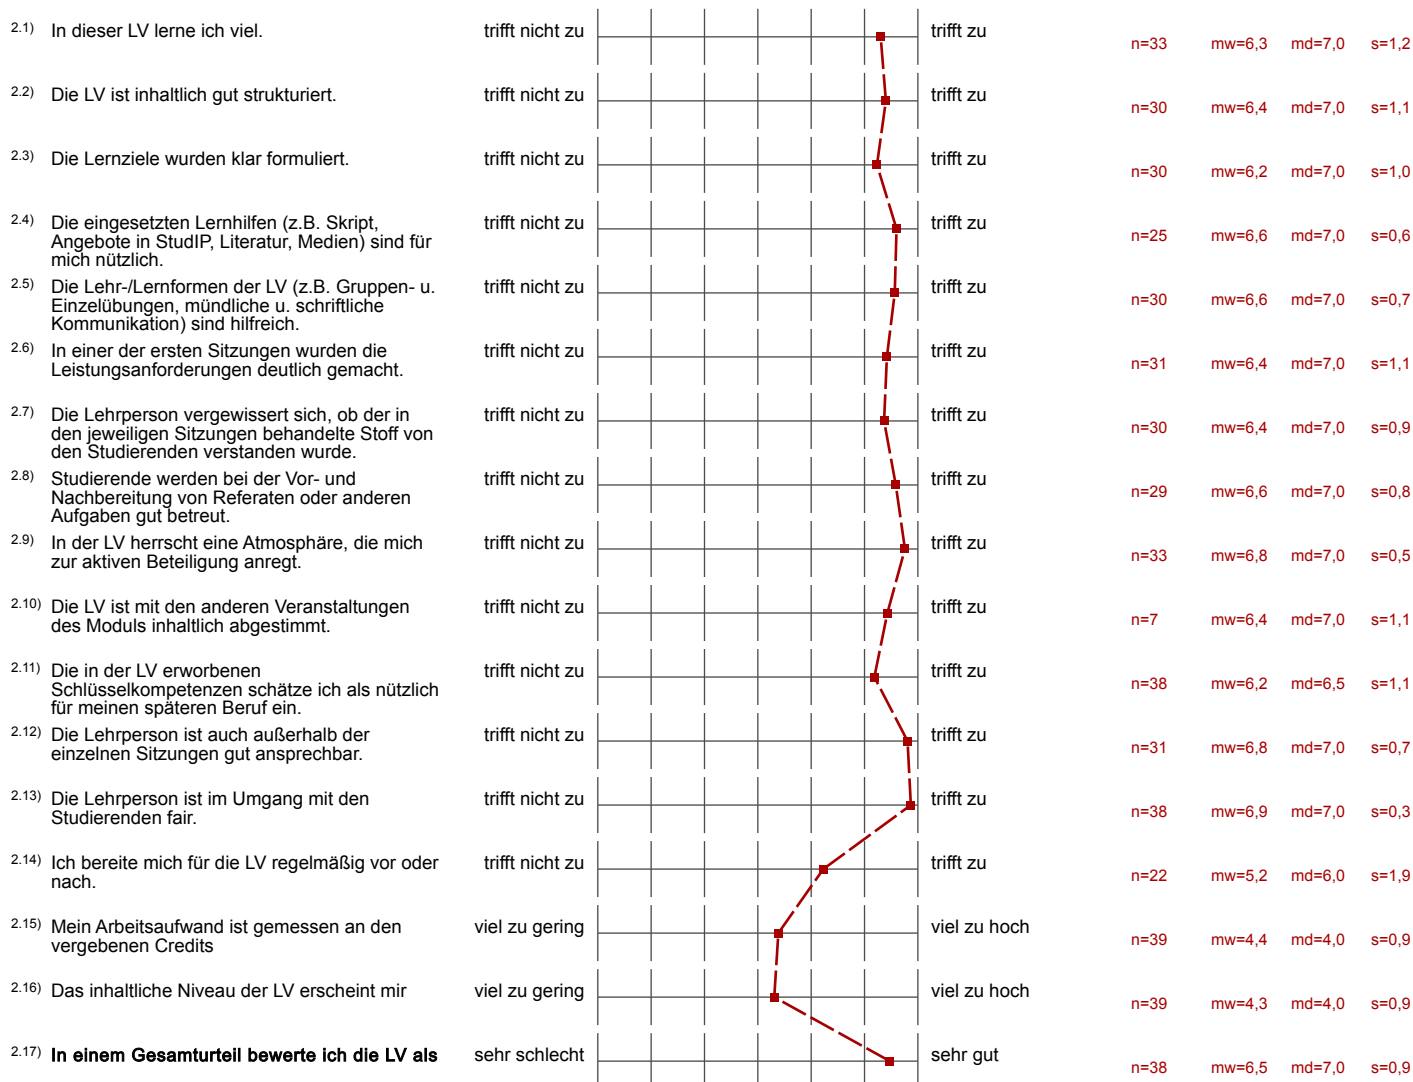 2.1) In dieser LV lerne ich viel. trifft nicht zu trifft zu n=33 mw=6,3 md=7,0 s=1,2
2.2) Die LV ist inhaltlich gut strukturiert. trifft nicht zu trifft zu n=30 mw=6,4 md=7,0 s=1,1
2.3) Die Lernziele wurden klar formuliert. trifft nicht zu trifft zu n=30 mw=6,2 md=7,0 s=1,0
2.4) Die eingesetzten Lernhilfen (z.B. Skript, trifft nicht zu trifft zu
Angebote in StudIP, Literatur, Medien) sind für n=25 mw=6,6 md=7,0 s=0,6
mich nützlich.
2.5) Die Lehr-/Lernformen der LV (z.B. Gruppen- u. trifft nicht zu trifft zu
Einzelübungen, mündliche u. schriftliche n=30 mw=6,6 md=7,0 s=0,7
Kommunikation) sind hilfreich.
2.6) In einer der ersten Sitzungen wurden die trifft nicht zu trifft zu
Leistungsanforderungen deutlich gemacht. n=31 mw=6,4 md=7,0 s=1,1
2.7) Die Lehrperson vergewissert sich, ob der in trifft nicht zu trifft zu
den jeweiligen Sitzungen behandelte Stoff von n=30 mw=6,4 md=7,0 s=0,9
den Studierenden verstanden wurde.
2.8) Studierende werden bei der Vor- und trifft nicht zu trifft zu
Nachbereitung von Referaten oder anderen n=29 mw=6,6 md=7,0 s=0,8
Aufgaben gut betreut.
2.9) In der LV herrscht eine Atmosphäre, die mich trifft nicht zu trifft zu
zur aktiven Beteiligung anregt. n=33 mw=6,8 md=7,0 s=0,5
2.10) Die LV ist mit den anderen Veranstaltungen trifft nicht zu trifft zu
des Moduls inhaltlich abgestimmt. n=7 mw=6,4 md=7,0 s=1,1
2.11) Die in der LV erworbenen trifft nicht zu trifft zu
Schlüsselkompetenzen schätze ich als nützlich n=38 mw=6,2 md=6,5 s=1,1
für meinen späteren Beruf ein.
2.12) Die Lehrperson ist auch außerhalb der trifft nicht zu trifft zu
einzelnen Sitzungen gut ansprechbar. n=31 mw=6,8 md=7,0 s=0,7
2.13) Die Lehrperson ist im Umgang mit den trifft nicht zu trifft zu
Studierenden fair. n=38 mw=6,9 md=7,0 s=0,3
2.14) Ich bereite mich für die LV regelmäßig vor oder trifft nicht zu trifft zu
nach. n=22 mw=5,2 md=6,0 s=1,9
2.15) Mein Arbeitsaufwand ist gemessen an den viel zu gering viel zu hoch
vergebenen Credits n=39 mw=4,4 md=4,0 s=0,9
2.16) Das inhaltliche Niveau der LV erscheint mir viel zu gering viel zu hoch n=39 mw=4,3 md=4,0 s=0,9
2.17) In einem Gesamturteil bewerte ich die LV als sehr schlecht sehr gut n=38 mw=6,5 md=7,0 s=0,9